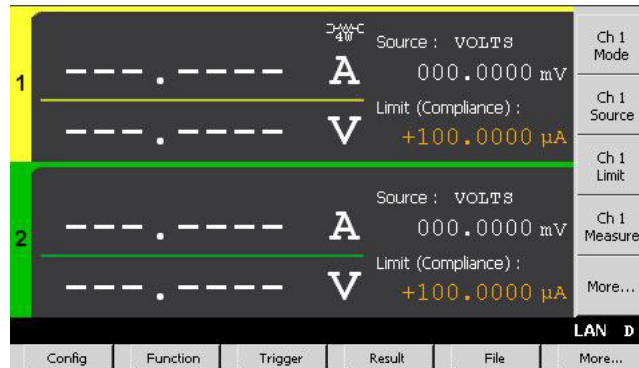 4W
Source : VOLTS
1
---.---- A
000.0000 mV
Limit (Compliance) :
---.---- V
+100.0000 µA
Source : VOLTS
2
---.---- A
000.0000 mV
Limit (Compliance) :
---.---- V
+100.0000 µA
Ch 1
Mode
Ch 1
Source
Ch 1
Limit
Ch 1
Measure
More...
LAN D
Config Function Trigger Result File More...